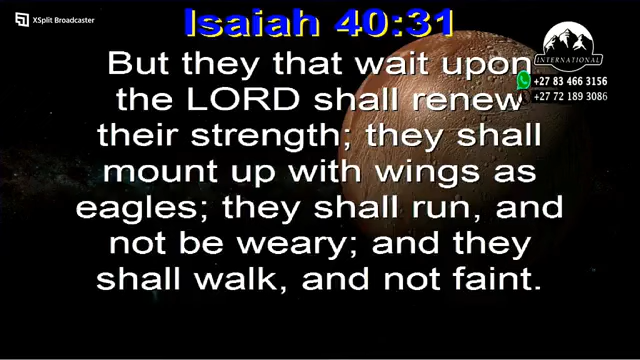 XSplit Broadcaster
Isaiah 40:31
But they that wait upon
the LORD shall renew
their strength; they shall
mount up with wings as
eagles; they shall run, and
not be weary; and they
shall walk, and not faint.
INTERNATIONAL
+27 83 466 3156
+27 72 189 3086